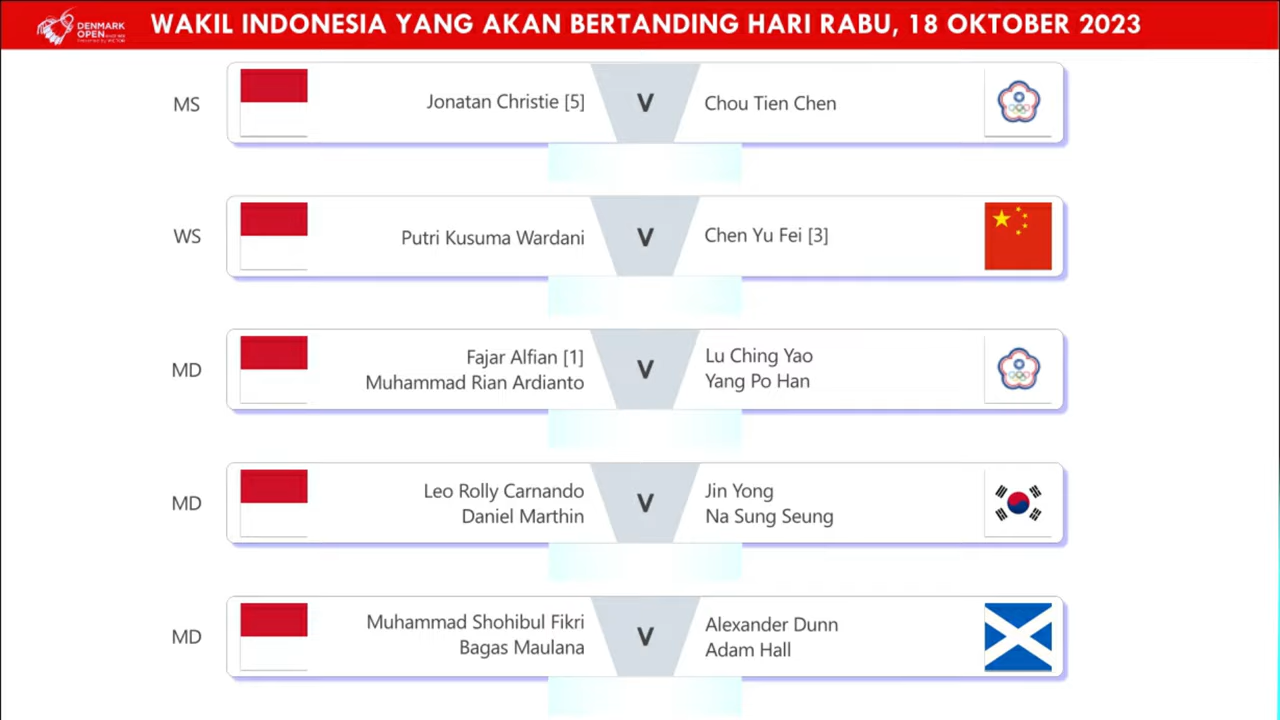 DENMARK
OPEN
WAKIL INDONESIA YANG AKAN BERTANDING HARI RABU, 18 OKTOBER 2023
MS
Jonatan Christie [5]
V
Chou Tien Chen
WS
Putri Kusuma Wardani
V
Chen Yu Fei [3]
MD
Fajar Alfian [1]
Muhammad Rian Ardianto
V
Lu Ching Yao
Yang Po Han
MD
Leo Rolly Carnando
Daniel Marthin
V
Jin Yong
Na Sung Seung
MD
Muhammad Shohibul Fikri
Bagas Maulana
V
Alexander Dunn
Adam Hall